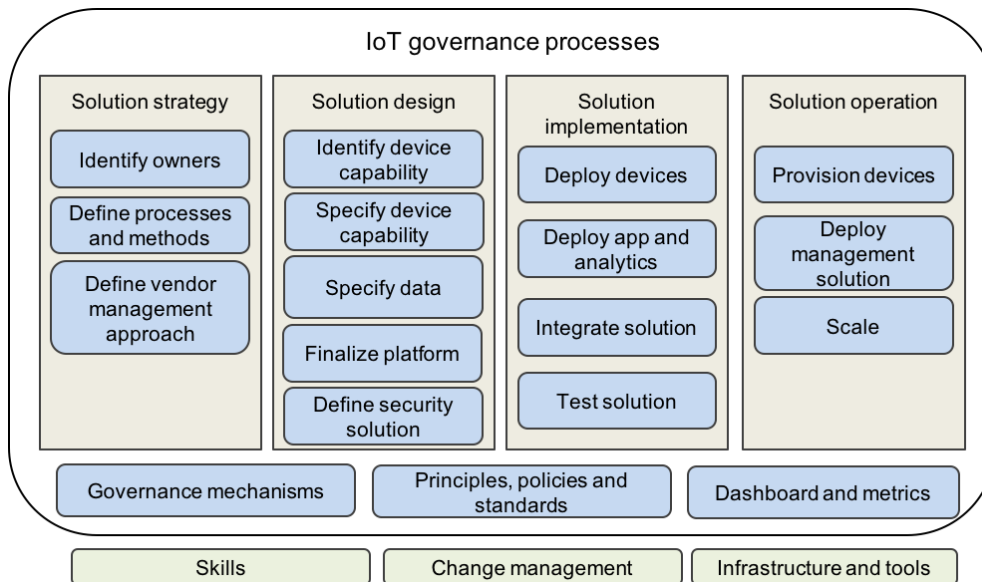 IoT governance processes
Solution strategy
Identify owners
Define processes
and methods
Define vendor
management
approach
Solution design
Identify device
capability
Specify device
capability
Specify data
Finalize platform
Define security
solution
Solution
implementation
Deploy devices
Deploy app and
analytics
Integrate solution
Test solution
Solution operation
Provision devices
Deploy
management
solution
Scale
Governance mechanisms
Principles, policies and
standards
Dashboard and metrics
Skills
Change management
Infrastructure and tools